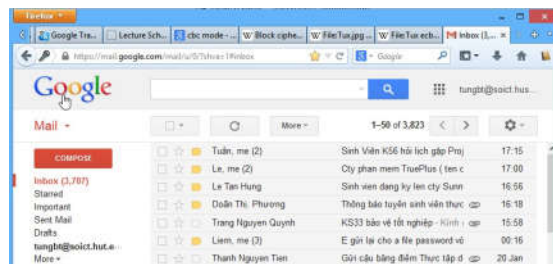 Firefox
Google Tra... Lecture Sch... cbc mode - ... Block ciphe... File:Tux.jpg ... File:Tux ecb... Inbox (3,...
https://mail.google.com/mail/u/0/?shva=1#inbox Google
Google tungbt@soict.hus...
Mail More 1–50 of 3,823
COMPOSE
Inbox (3,707)
Starred
Important
Sent Mail
Drafts
tungbt@soict.hut.e...
More
Tuấn, me (2) Sinh Viên K56 hỏi lịch gặp Proj 17:15
Le, me (2) Cty phan mem TruePlus ( ten c 17:00
Le Tan Hung Sinh vien dang ky len cty Sunn 16:56
Doãn Thị. Phương Thông báo tuyển sinh viên thực 16:18
Trang Nguyen Quynh KS33 bảo vệ tốt nghiệp - Kính 15:58
Liem, me (3) E gửi lại cho a file password vô 00:16
Thanh Nguyen Tien Gửi cậu bảng điểm Thực tập d 20 Jan